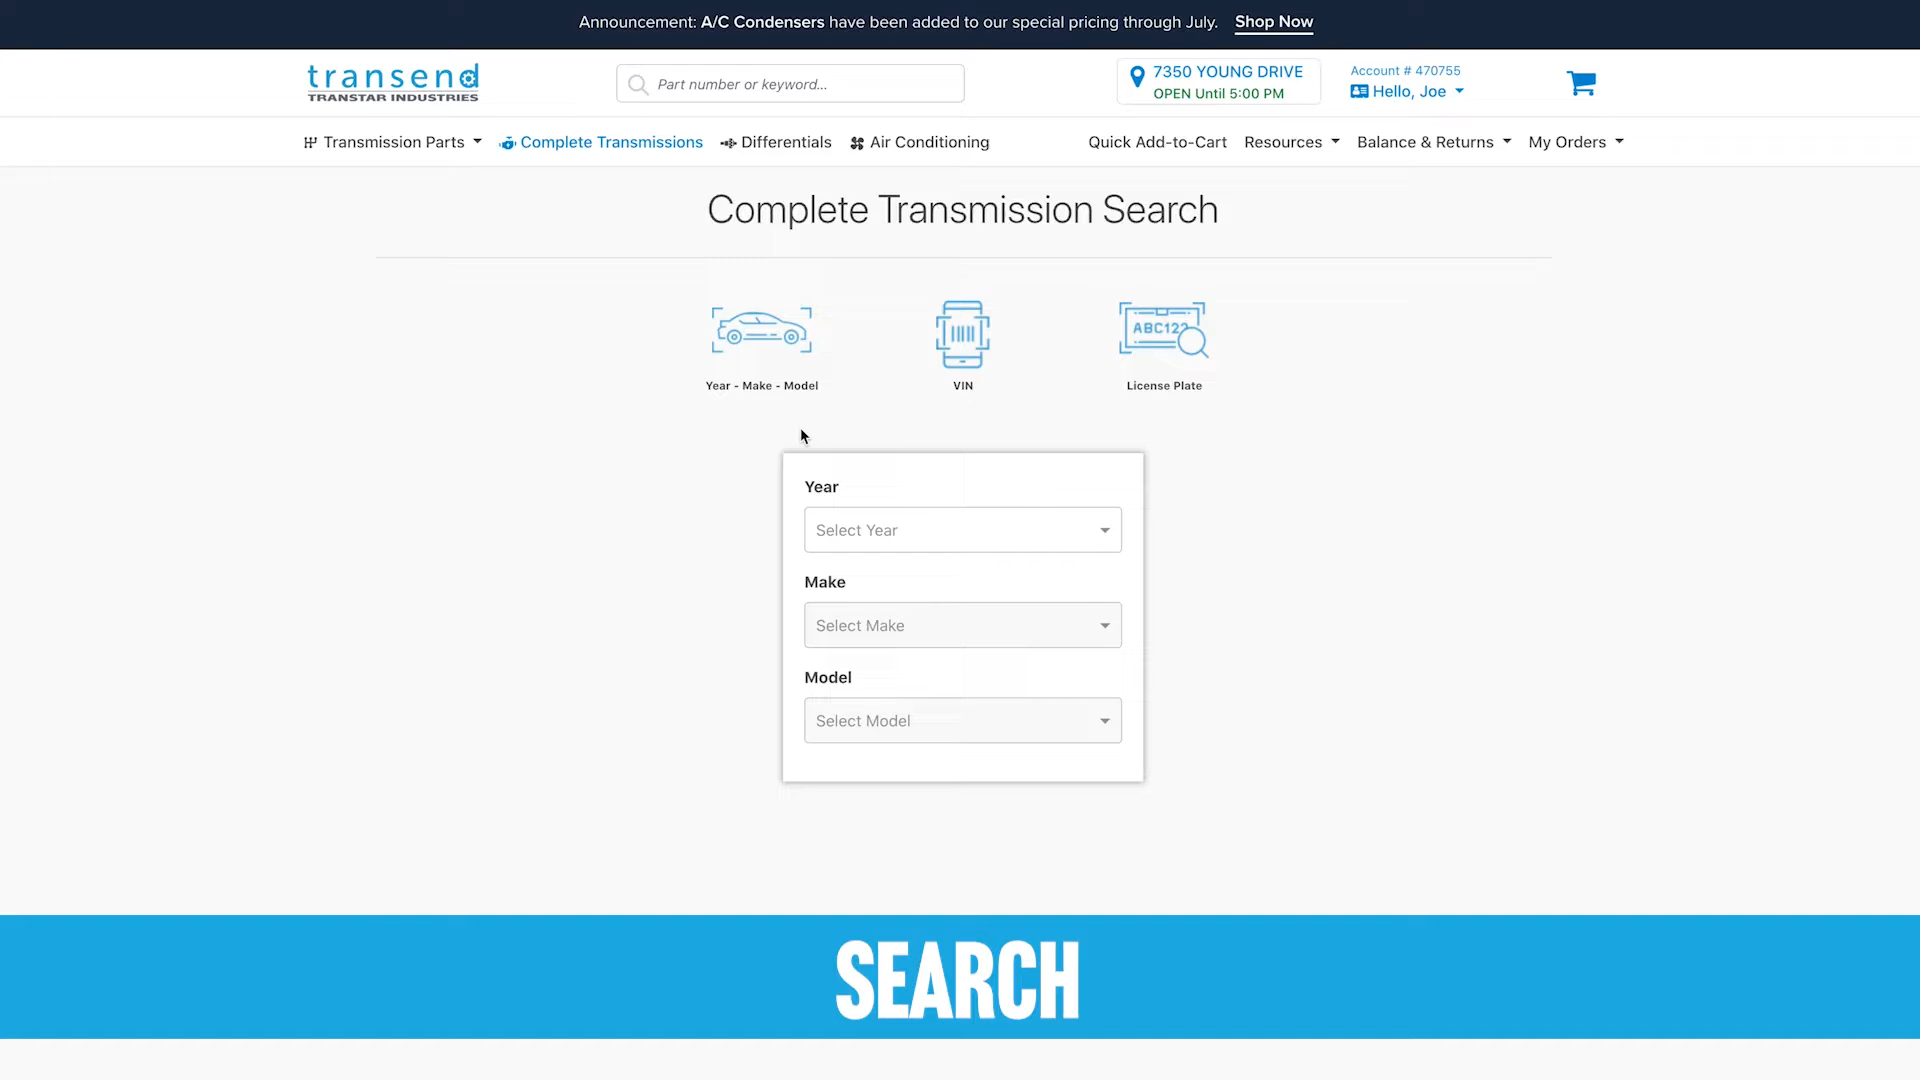 Announcement: A/C Condensers have been added to our special pricing through July. Shop Now
transend
TRANSTAR INDUSTRIES
Part number or keyword...
7350 YOUNG DRIVE
OPEN Until 5:00 PM
Account # 470755
Hello, Joe
Transmission Parts Complete Transmissions Differentials Air Conditioning Quick Add-to-Cart Resources Balance & Returns My Orders
Complete Transmission Search
ABC123
Year - Make - Model VIN License Plate
Year
Select Year
Make
Select Make
Model
Select Model
SEARCH